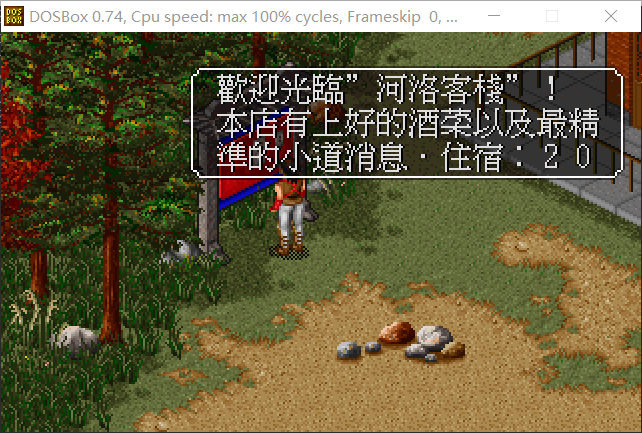 DOSBox 0.74, Cpu speed: max 100% cycles, Frameskip 0, ...
歡迎光臨”河洛客棧”！
本店有上好的酒菜以及最精
準的小道消息．住宿：２０